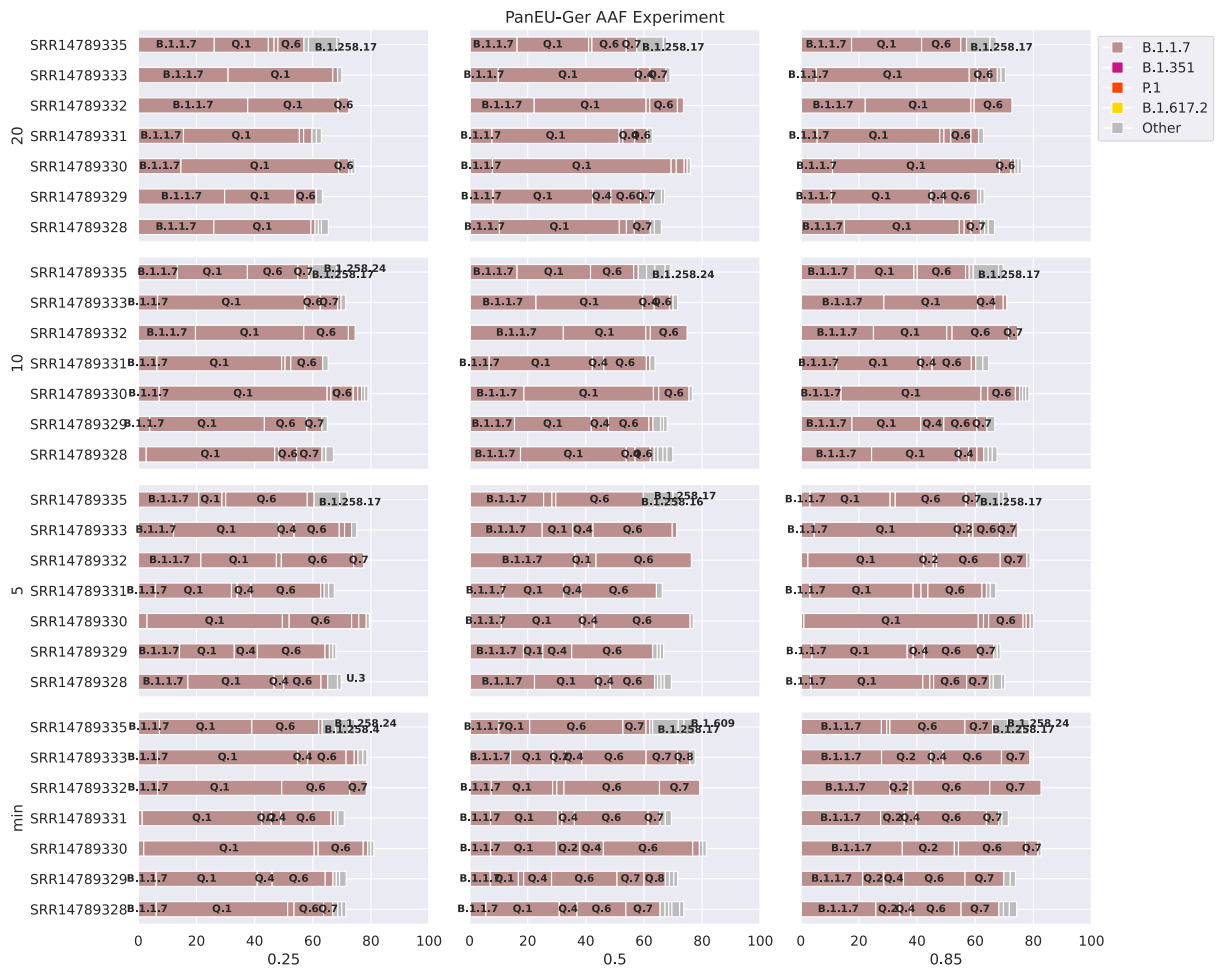 PanEU-Ger AAF Experiment
SRR14789335 B.1.1.7 Q.1 Q.6 B.1.258.17 B.1.1.7 Q.1 Q.6 Q.7 B.1.258.17 B.1.1.7 Q.1 Q.6 B.1.258.17
SRR14789333 B.1.1.7 Q.1 B.1.1.7 Q.1 Q.4 Q.7 B.1.1.7 Q.1 Q.6
SRR14789332 B.1.1.7 Q.1 Q.6 B.1.1.7 Q.1 Q.6 B.1.1.7 Q.1 Q.6
SRR14789331 B.1.1.7 Q.1 B.1.1.7 Q.1 Q.6 B.1.1.7 Q.1 Q.6
SRR14789330 B.1.1.7 Q.1 Q.6 B.1.1.7 Q.1 B.1.1.7 Q.1 Q.6
SRR14789329 B.1.1.7 Q.1 Q.6 B.1.1.7 Q.1 Q.4 Q.6 Q.7 B.1.1.7 Q.1 Q.4 Q.6
SRR14789328 B.1.1.7 Q.1 B.1.1.7 Q.1 Q.7 B.1.1.7 Q.1 Q.7
20
B.1.1.7
B.1.351
P.1
B.1.617.2
Other
SRR14789335 B.1.1.7 Q.1 Q.6 Q.7 B.1.258.17 B.1.258.24 B.1.1.7 Q.1 Q.6 B.1.258.24 B.1.1.7 Q.1 Q.6 B.1.258.17
SRR14789333 B.1.1.7 Q.1 Q.6 Q.7 B.1.1.7 Q.1 Q.4 Q.6 B.1.1.7 Q.1 Q.4
SRR14789332 B.1.1.7 Q.1 Q.6 B.1.1.7 Q.1 Q.6 B.1.1.7 Q.1 Q.6 Q.7
SRR14789331 B.1.1.7 Q.1 Q.6 B.1.1.7 Q.1 Q.4 Q.6 B.1.1.7 Q.1 Q.4 Q.6
SRR14789330 B.1.1.7 Q.1 Q.6 B.1.1.7 Q.1 Q.6 B.1.1.7 Q.1 Q.6
SRR14789329 B.1.1.7 Q.1 Q.6 Q.7 B.1.1.7 Q.1 Q.4 Q.6 B.1.1.7 Q.1 Q.4 Q.6 Q.7
SRR14789328 Q.1 Q.6 Q.7 B.1.1.7 Q.1 Q.4 Q.6 B.1.1.7 Q.1 Q.4
10
SRR14789335 B.1.1.7 Q.1 Q.6 B.1.258.17 B.1.1.7 Q.6 B.1.258.17 B.1.258.16 B.1.1.7 Q.1 Q.6 Q.7 B.1.258.17
SRR14789333 B.1.1.7 Q.1 Q.4 Q.6 B.1.1.7 Q.1 Q.4 Q.6 B.1.1.7 Q.1 Q.2 Q.6 Q.7
SRR14789332 B.1.1.7 Q.1 Q.6 Q.7 B.1.1.7 Q.1 Q.6 Q.1 Q.2 Q.6 Q.7
SRR14789331 B.1.1.7 Q.1 Q.4 Q.6 B.1.1.7 Q.1 Q.4 Q.6 B.1.1.7 Q.1 Q.6
SRR14789330 Q.1 Q.6 B.1.1.7 Q.1 Q.4 Q.6 Q.1 Q.6
SRR14789329 B.1.1.7 Q.1 Q.4 Q.6 B.1.1.7 Q.1 Q.4 Q.6 B.1.1.7 Q.1 Q.4 Q.6 Q.7
SRR14789328 B.1.1.7 Q.1 Q.4 Q.6 U.3 B.1.1.7 Q.1 Q.4 Q.6 B.1.1.7 Q.1 Q.6 Q.7
5
SRR14789335 B.1.1.7 Q.1 Q.6 B.1.258.24 B.1.258.4 B.1.1.7 Q.1 Q.6 Q.7 B.1.609 B.1.258.17 B.1.1.7 Q.6 Q.7 B.1.258.24 B.1.258.17
SRR14789333 B.1.1.7 Q.1 Q.4 Q.6 B.1.1.7 Q.1 Q.2 Q.4 Q.6 Q.7 Q.8 B.1.1.7 Q.2 Q.4 Q.6 Q.7
SRR14789332 B.1.1.7 Q.1 Q.6 Q.7 B.1.1.7 Q.1 Q.6 Q.7 B.1.1.7 Q.2 Q.6 Q.7
SRR14789331 Q.1 Q.2 Q.4 Q.6 B.1.1.7 Q.1 Q.4 Q.6 Q.7 B.1.1.7 Q.2 Q.4 Q.6 Q.7
SRR14789330 Q.1 Q.6 B.1.1.7 Q.1 Q.2 Q.4 Q.6 B.1.1.7 Q.2 Q.6 Q.7
SRR14789329 B.1.1.7 Q.1 Q.4 Q.6 B.1.1.7 Q.1 Q.4 Q.6 Q.7 Q.8 B.1.1.7 Q.2 Q.4 Q.6 Q.7
SRR14789328 B.1.1.7 Q.1 Q.6 Q.7 B.1.1.7 Q.1 Q.4 Q.6 Q.7 B.1.1.7 Q.2 Q.4 Q.6 Q.7
min
0 20 40 60 80 100 0 20 40 60 80 100 0 20 40 60 80 100
0.25 0.5 0.85